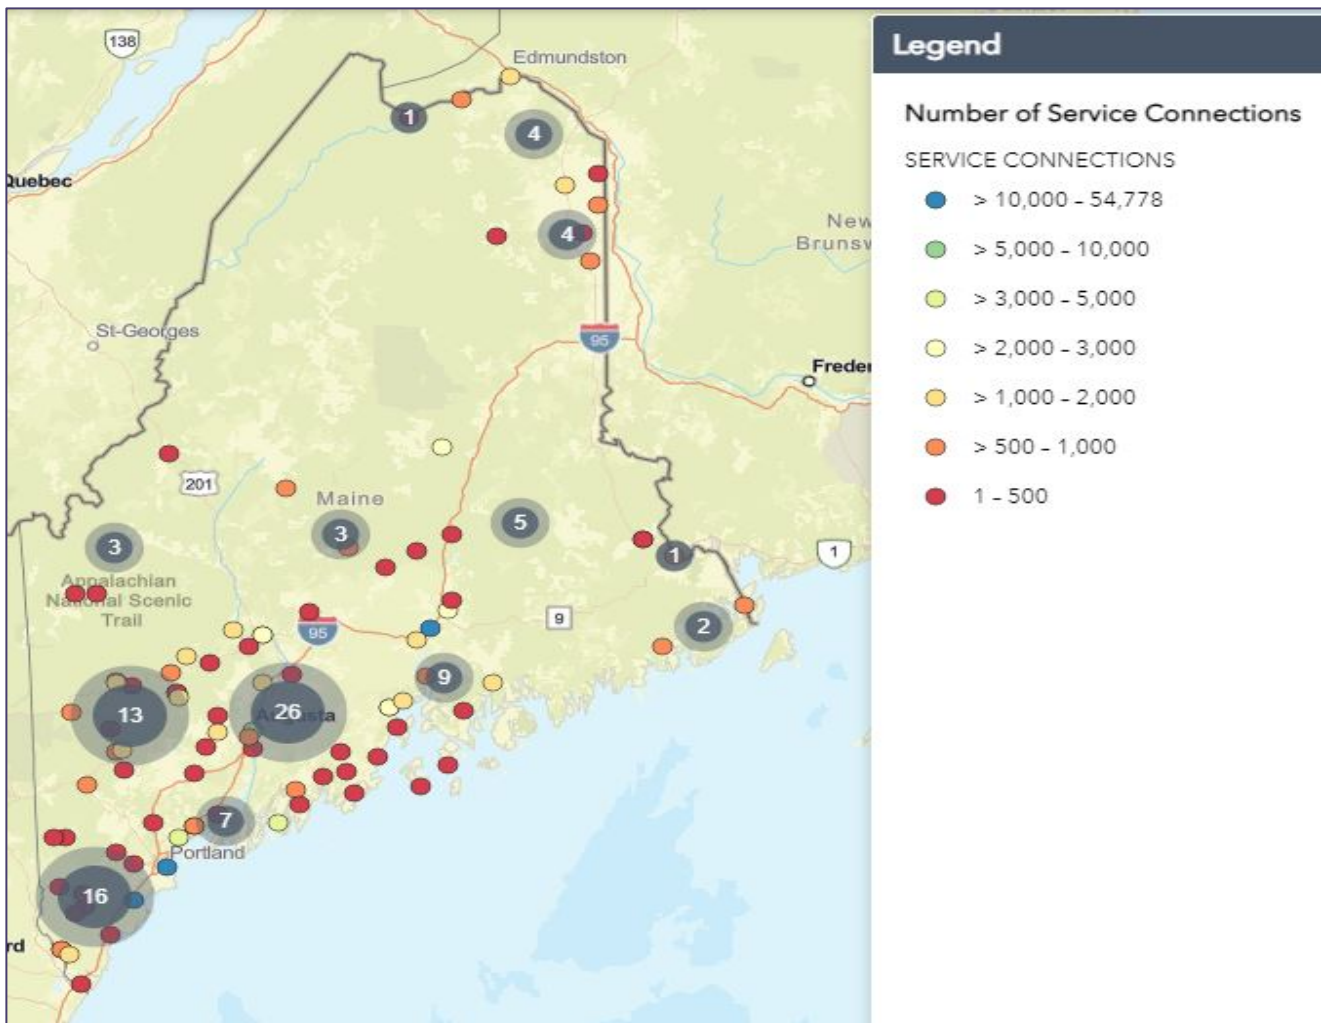 138
Edmundston
1
4
Quebec
4
New
Brunsw
St-Georges
95
Freder
201
Maine
3
3
5
1
1
Appalachian
National Scenic
Trail
95
9
2
9
13
26
Augusta
7
Portland
16
rd
Legend
Number of Service Connections
SERVICE CONNECTIONS
> 10,000 - 54,778
> 5,000 - 10,000
> 3,000 - 5,000
> 2,000 - 3,000
> 1,000 - 2,000
> 500 - 1,000
1 - 500